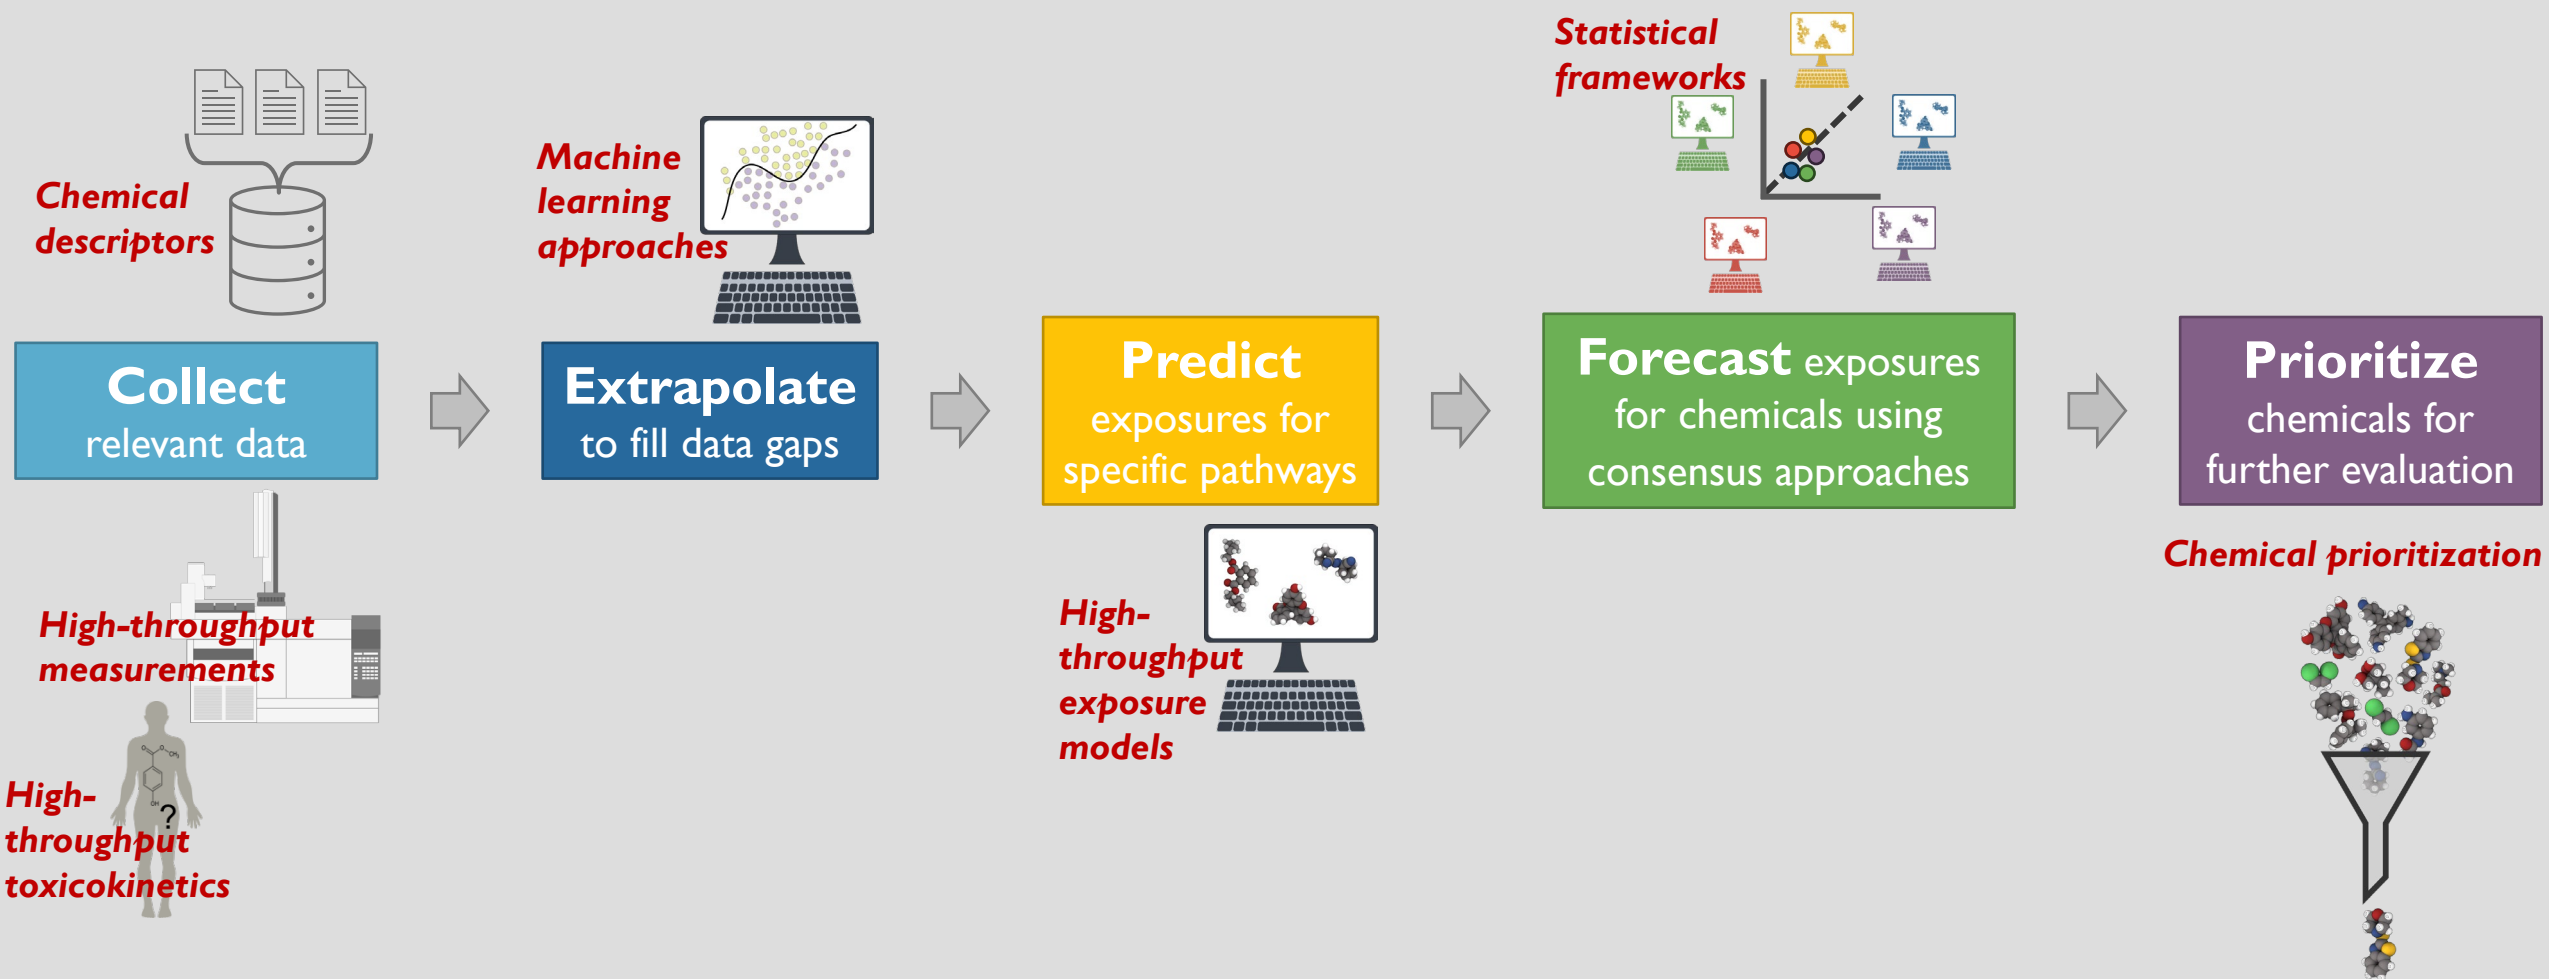 Statistical
frameworks
Machine
learning
approaches
Chemical
descriptors
Collect
relevant data
Extrapolate
to fill data gaps
Predict
exposures for
specific pathways
Forecast exposures
for chemicals using
consensus approaches
Prioritize
chemicals for
further evaluation
High-throughput
measurements
High-
throughput
toxicokinetics
?
High-
throughput
exposure
models
Chemical prioritization